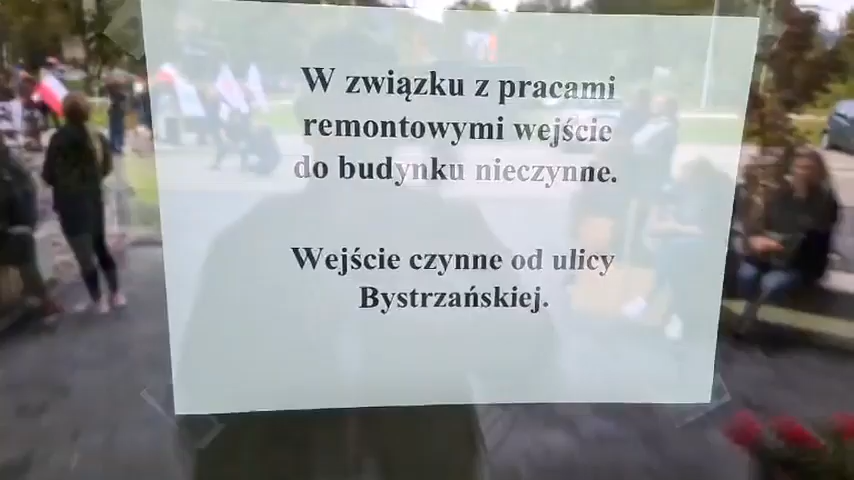 W związku z pracami
remontowymi wejście
do budynku nieczynne.
Wejście czynne od ulicy
Bystrzańskiej.